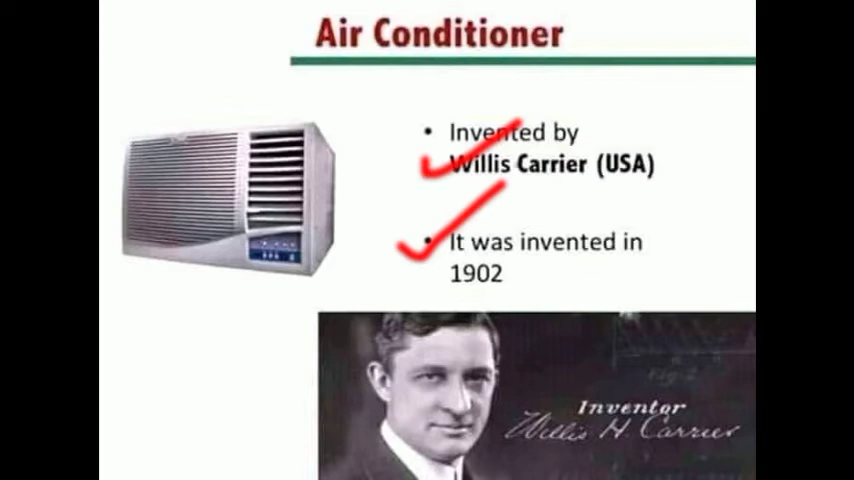 Air Conditioner
• Invented by
Willis Carrier (USA)
• It was invented in
1902
Inventor
Willis H. Carrier